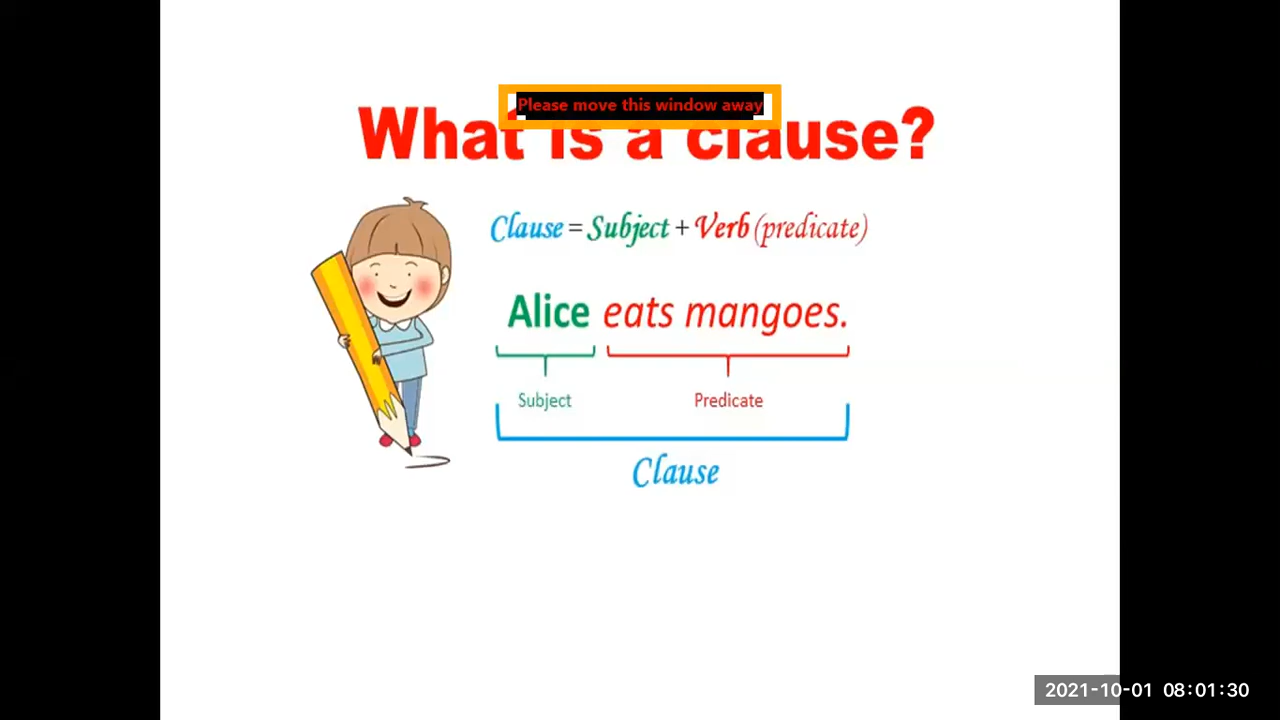 Please move this window away
What is a clause?
Clause = Subject + Verb (predicate)
Alice eats mangoes.
Subject Predicate
Clause
2021-10-01 08:01:30